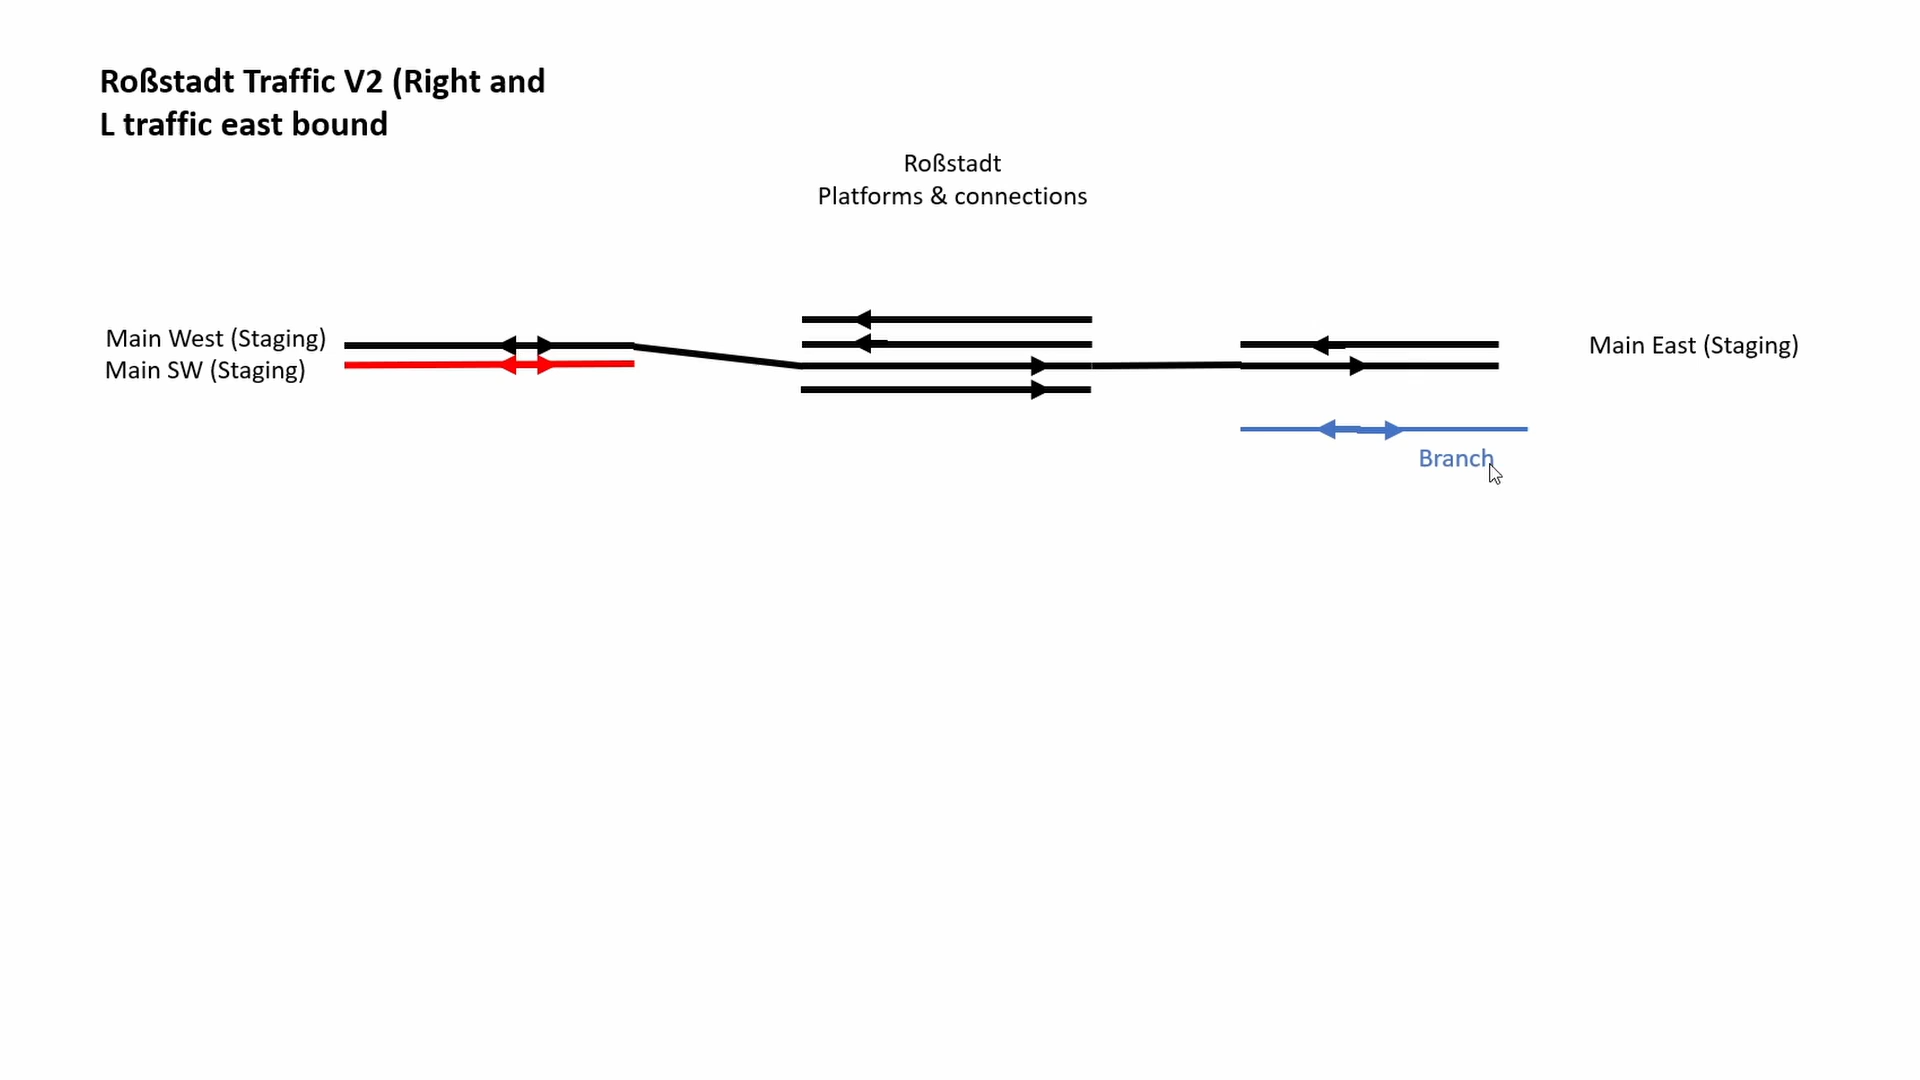 Roßstadt Traffic V2 (Right and
L traffic east bound
Roßstadt
Platforms & connections
Main West (Staging)
Main SW (Staging)
Main East (Staging)
Branch